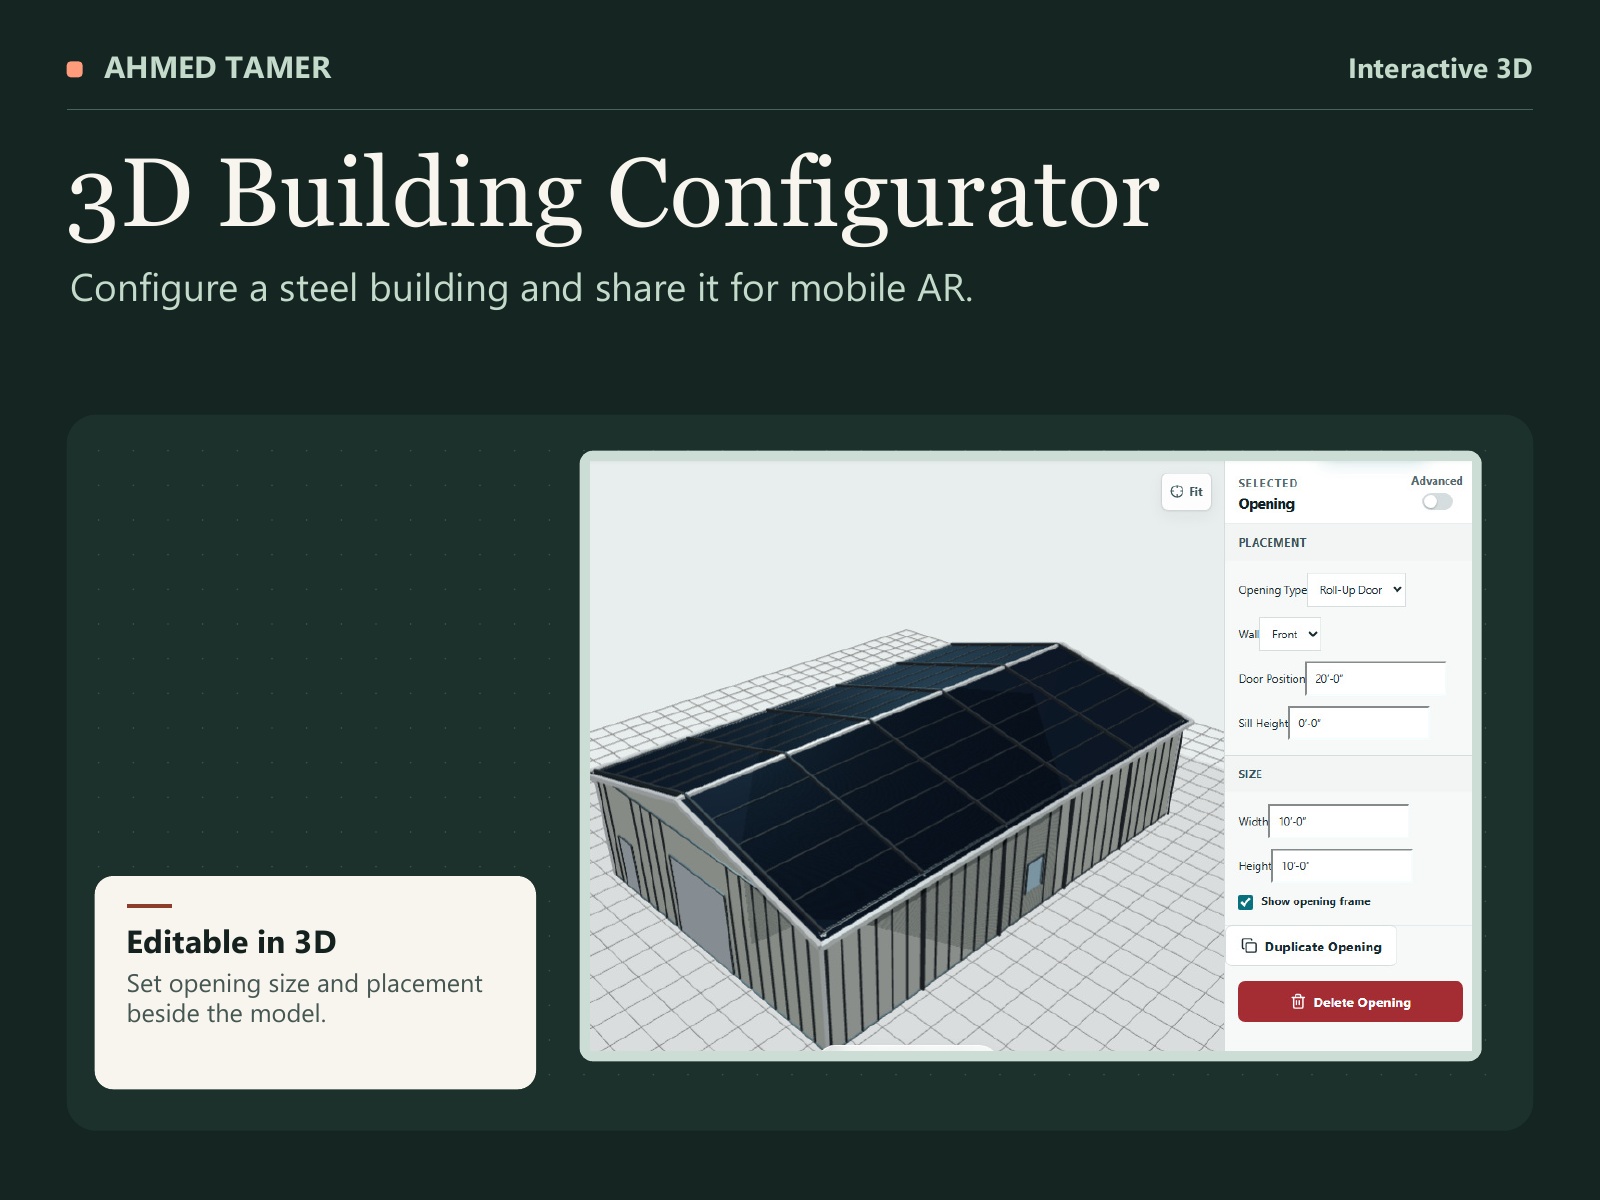 AHMED TAMER
Interactive 3D
3D Building Configurator
Configure a steel building and share it for mobile AR.
Fit
SELECTED
Advanced
Opening
PLACEMENT
Opening Type Roll-Up Door
Wall Front
Door Position 20'-0"
Sill Height 0'-0"
SIZE
Width 10'-0"
Height 10'-0"
Show opening frame
Duplicate Opening
Delete Opening
Editable in 3D
Set opening size and placement
beside the model.